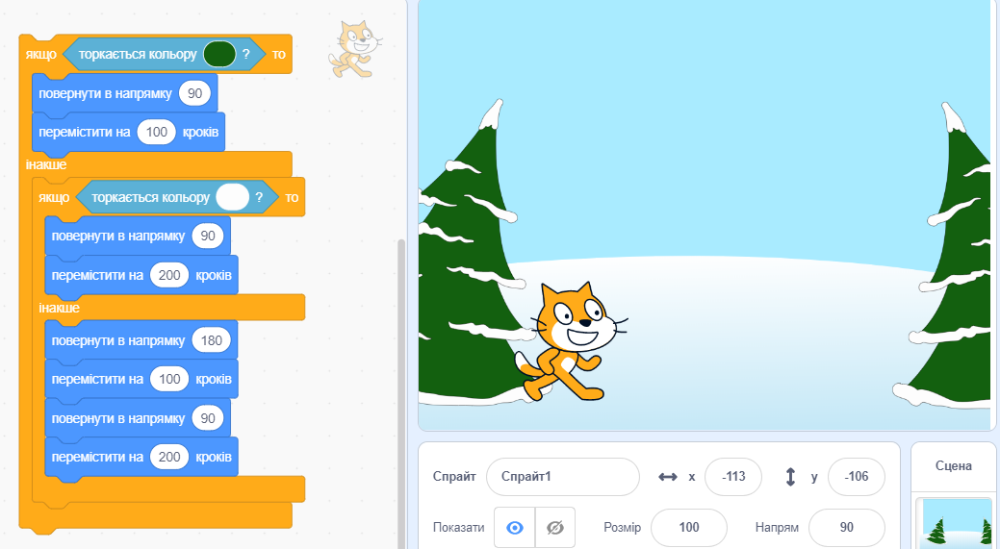 якщо торкається кольору ? то
повернути в напрямку 90
перемістити на 100 кроків
інакше
якщо торкається кольору ? то
повернути в напрямку 90
перемістити на 200 кроків
інакше
повернути в напрямку 180
перемістити на 100 кроків
повернути в напрямку 90
перемістити на 200 кроків
Спрайт Спрайт1 x -113 y -106
Показати Розмір 100 Напрям 90
Сцена